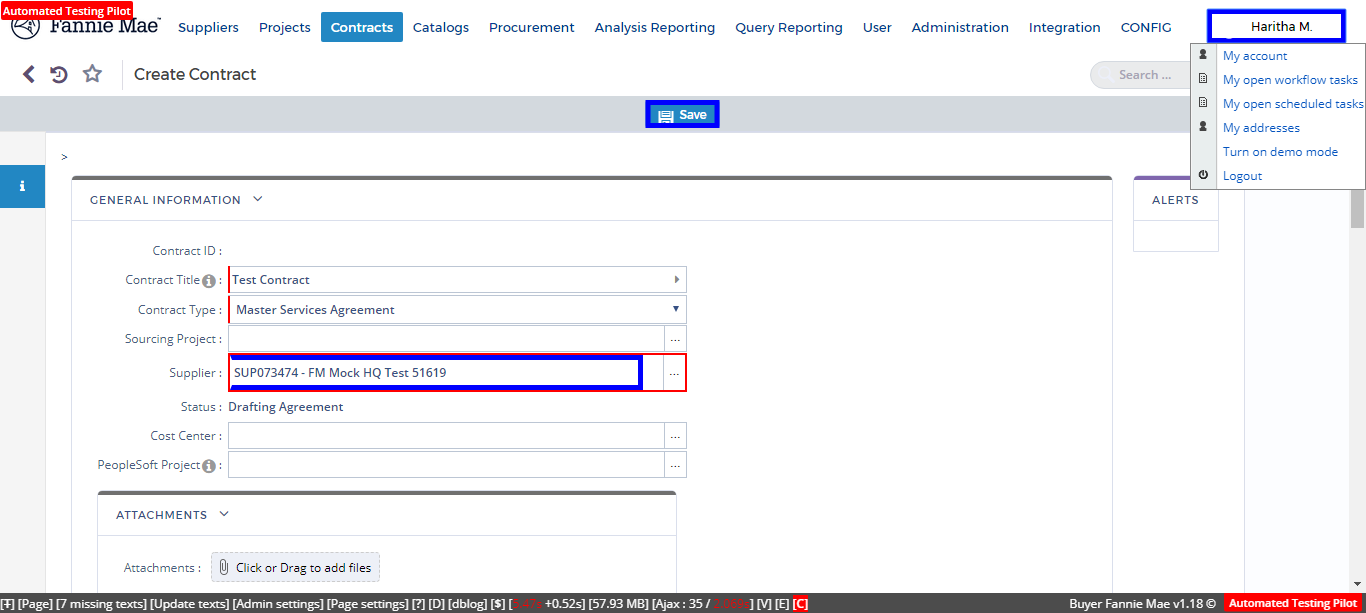 Automated Testing Pilot
Fannie Mae
Suppliers Projects Contracts Catalogs Procurement Analysis Reporting Query Reporting User Administration Integration CONFIG
Haritha M.
Create Contract
Search ...
My account
My open workflow tasks
My open scheduled tasks
My addresses
Turn on demo mode
Logout
Save
>
GENERAL INFORMATION
ALERTS
Contract ID :
Contract Title : Test Contract
Contract Type : Master Services Agreement
Sourcing Project : ...
Supplier : SUP073474 - FM Mock HQ Test 51619 ...
Status : Drafting Agreement
Cost Center : ...
PeopleSoft Project : ...
ATTACHMENTS
Attachments : Click or Drag to add files
[Page] [7 missing texts] [Update texts] [Admin settings] [Page settings] [?] [D] [dblog] [$] +0.52s] [57.93 MB] [Ajax : 35 / [V] [E] [C]
Buyer Fannie Mae v1.18 © Automated Testing Pilot